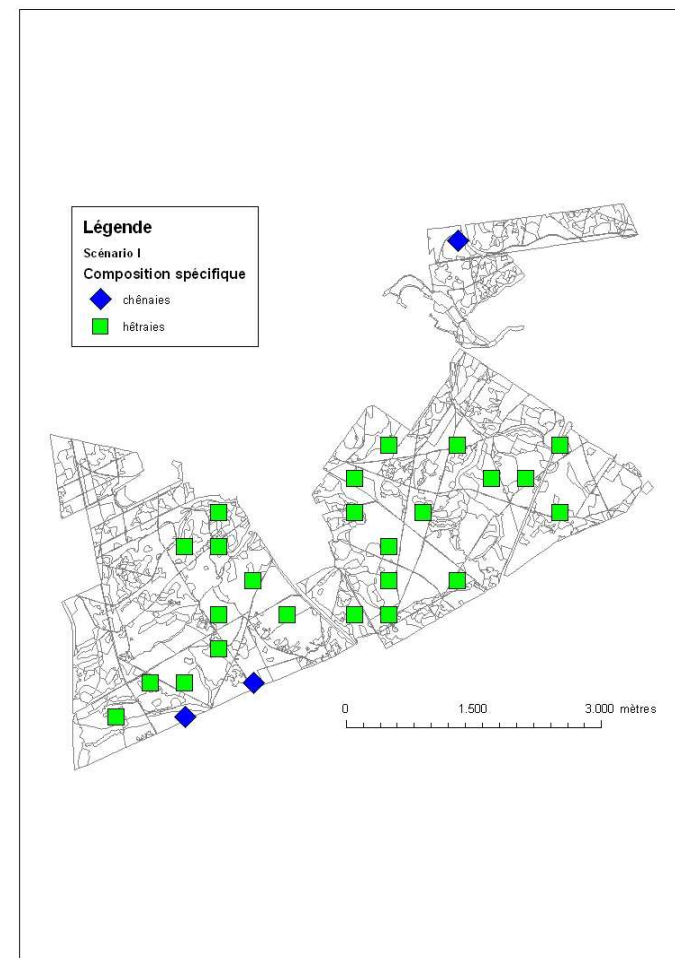 Légende
Scénario I
Composition spécifique
chênaies
hêtraies
0 1.500 3.000 mètres